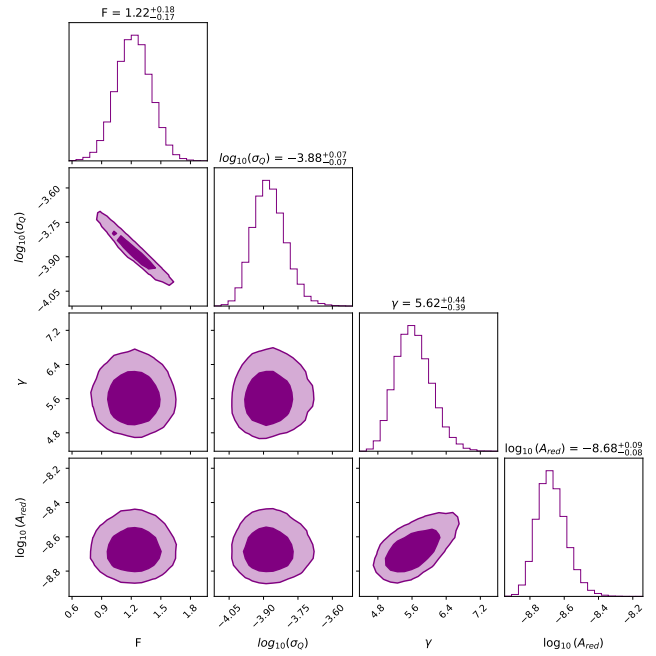 F = 1.22^{+0.18}_{-0.17}
log_{10}(σ_Q) = −3.88^{+0.07}_{-0.07}
−3.60
−3.75
−3.90
−4.05
log_{10}(σ_Q)
γ = 5.62^{+0.44}_{-0.39}
7.2
6.4
5.6
4.8
γ
log_{10}(A_{red}) = −8.68^{+0.09}_{-0.08}
−8.2
−8.4
−8.6
−8.8
log_{10}(A_{red})
0.6 0.9 1.2 1.5 1.8
−4.05 −3.90 −3.75 −3.60
4.8 5.6 6.4 7.2
−8.8 −8.6 −8.4 −8.2
F
log_{10}(σ_Q)
γ
log_{10}(A_{red})